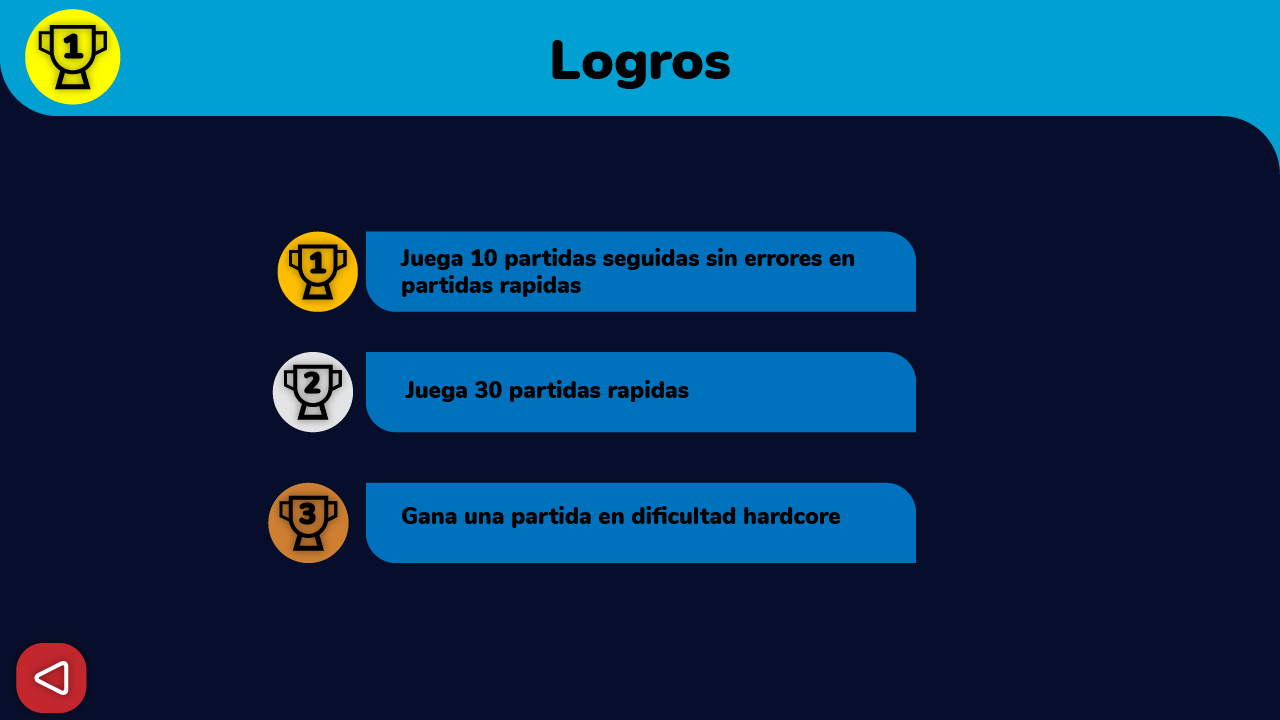 1
Logros
1
Juega 10 partidas seguidas sin errores en
partidas rapidas
2
Juega 30 partidas rapidas
3
Gana una partida en dificultad hardcore